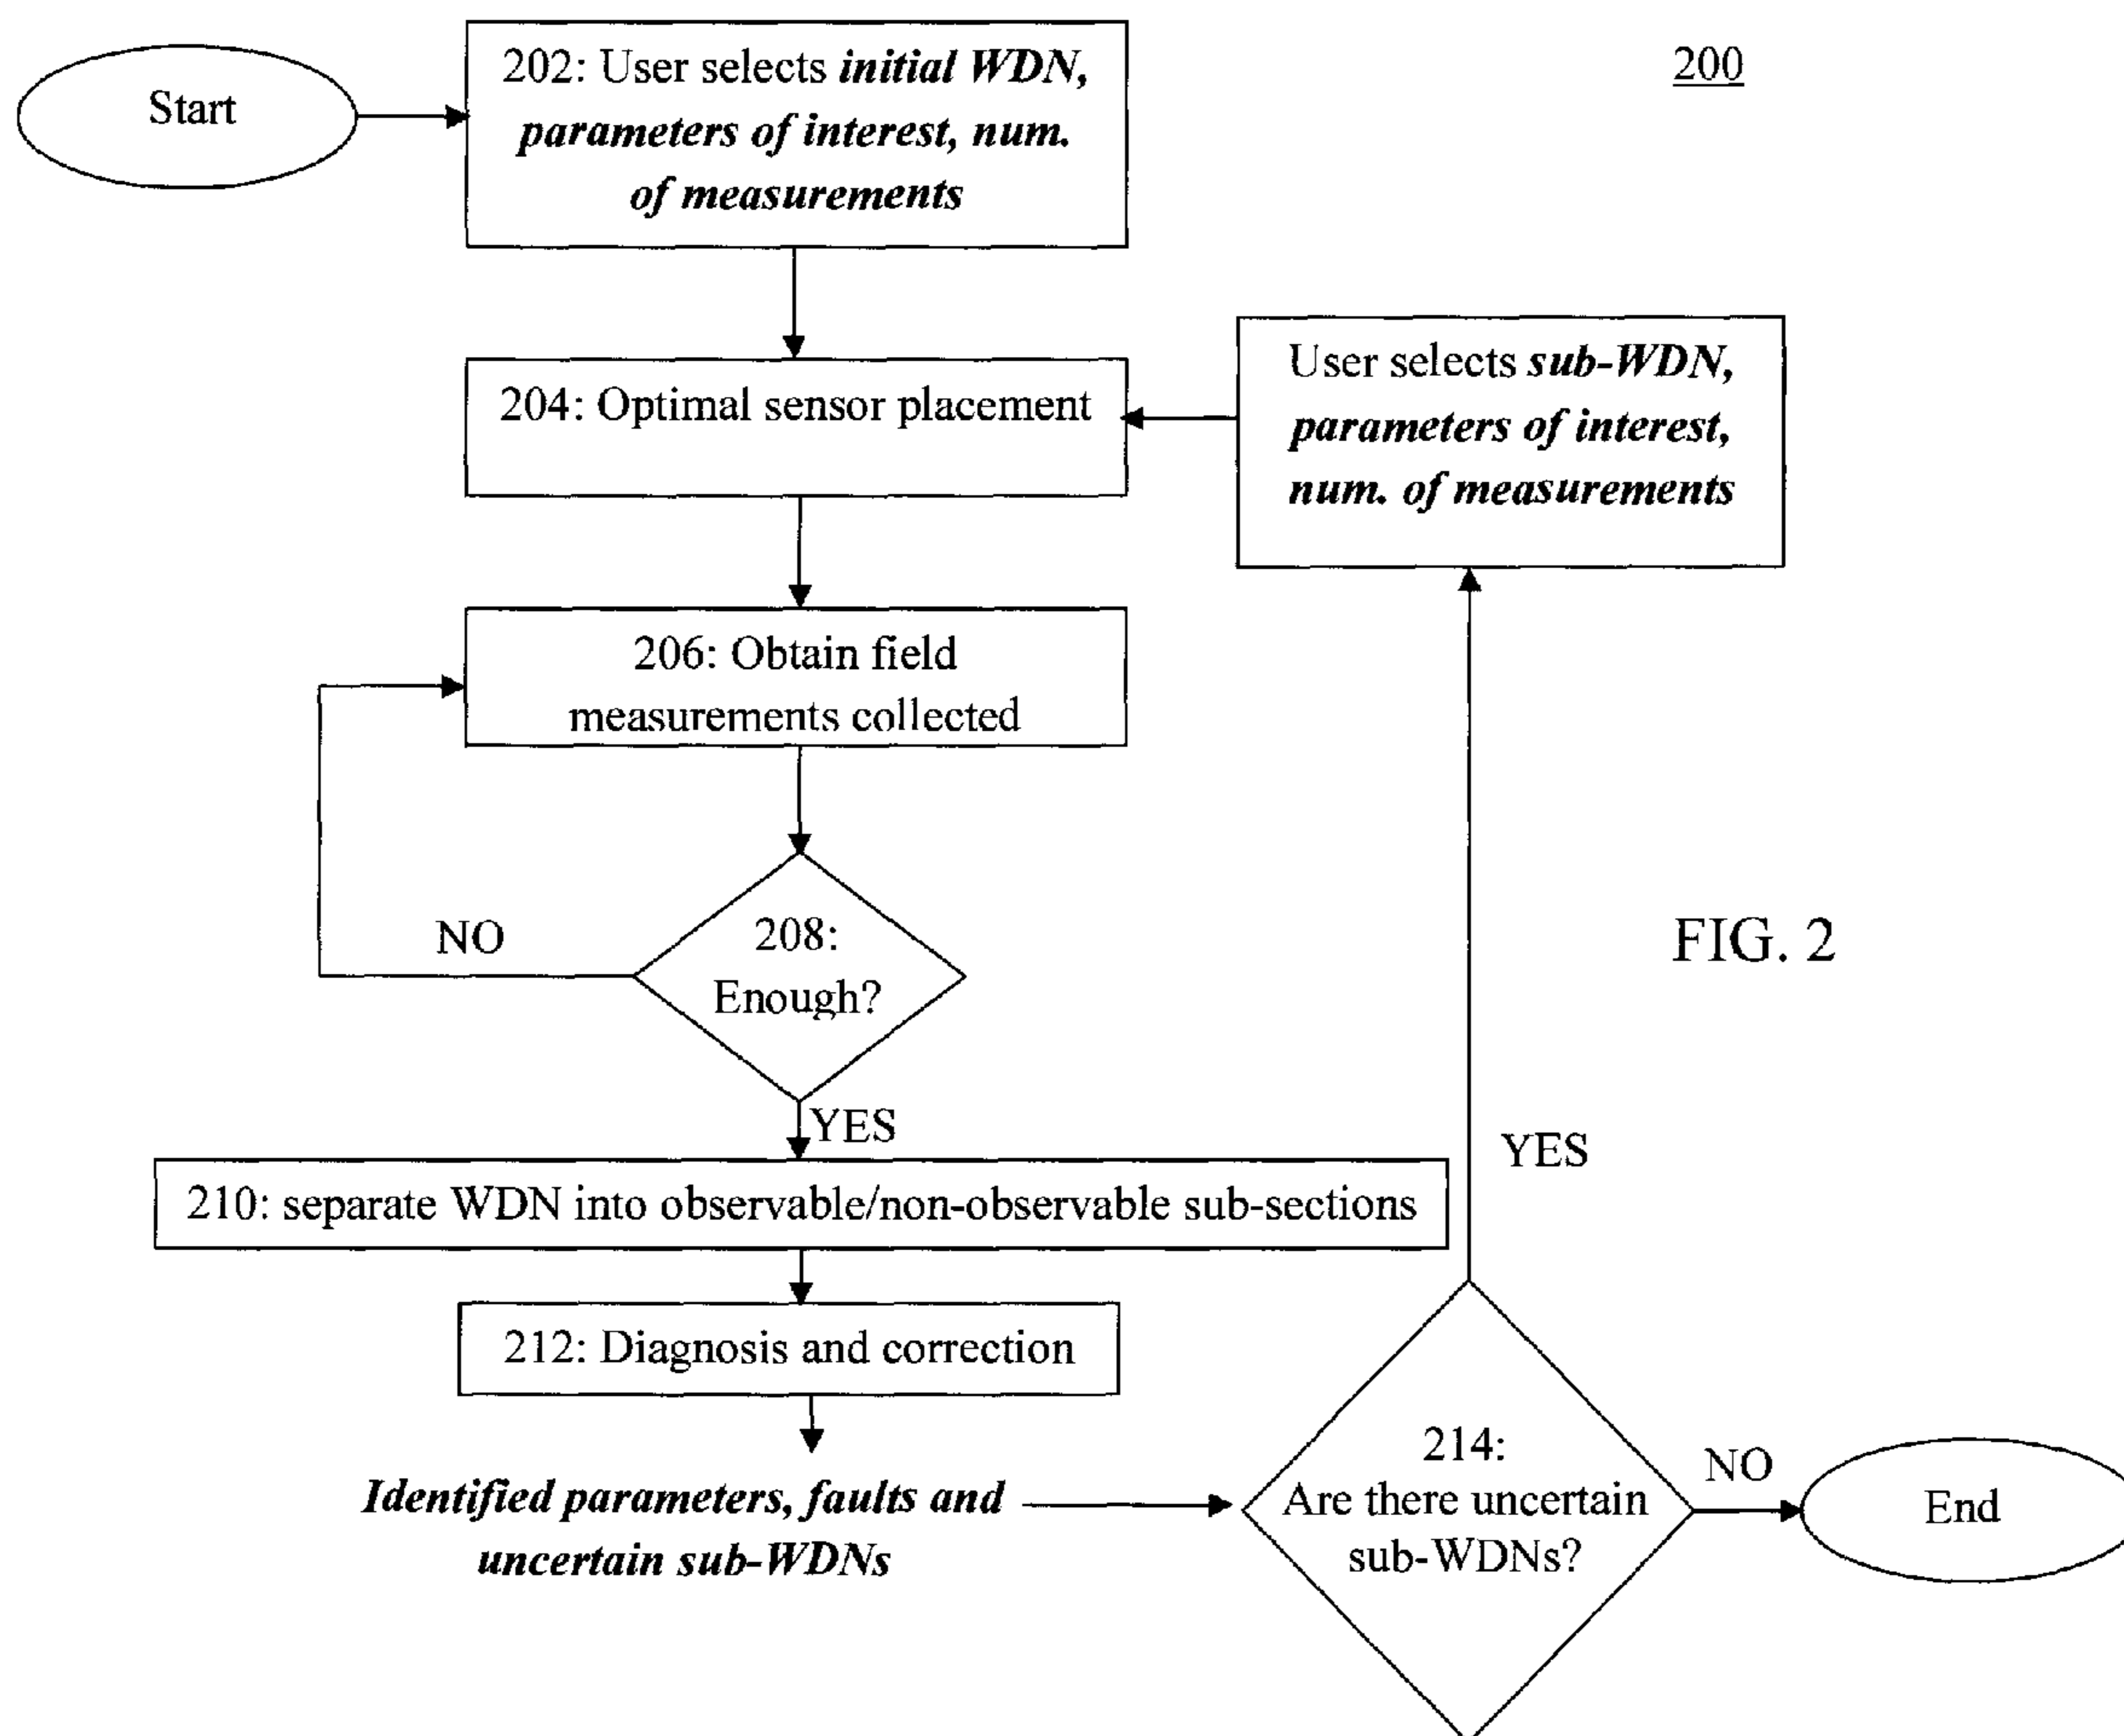 Start
202: User selects initial WDN,
parameters of interest, num.
of measurements
200
204: Optimal sensor placement
User selects sub-WDN,
parameters of interest,
num. of measurements
206: Obtain field
measurements collected
208:
Enough?
NO
YES
FIG. 2
210: separate WDN into observable/non-observable sub-sections
YES
212: Diagnosis and correction
Identified parameters, faults and
uncertain sub-WDNs
214:
Are there uncertain
sub-WDNs?
NO
End